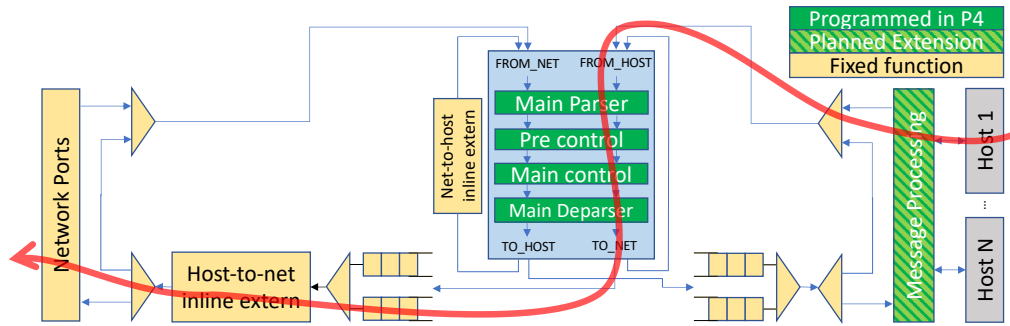 Programmed in P4
Planned Extension
Fixed function
FROM_NET
FROM_HOST
Main Parser
Pre control
Main control
Main Deparser
TO_HOST
TO_NET
Net-to-host
inline extern
Network Ports
Host-to-net
inline extern
Message Processing
Host 1
...
Host N